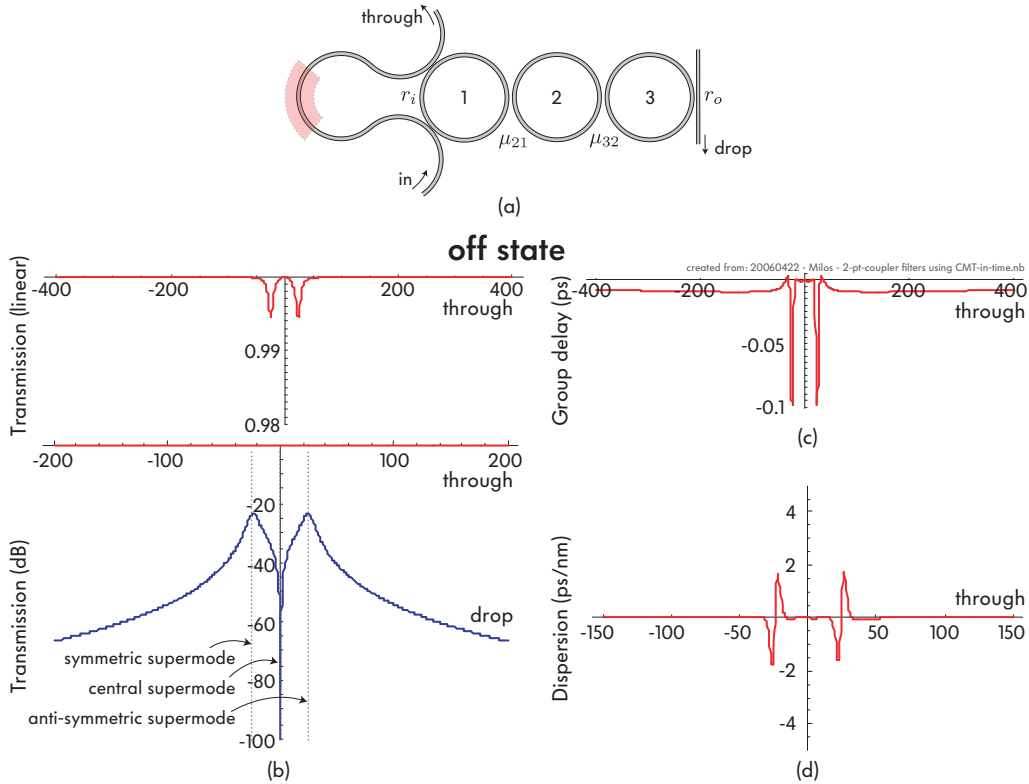 through
r_i
1
2
3
r_o
μ_21
μ_32
drop
in
(a)
off state
Transmission (linear)
-400
-200
200
400
through
0.99
0.98
created from: 20060422 - Milos - 2-pt-coupler filters using CMT-in-time.nb
Group delay (ps)
-400
-200
200
400
through
-0.05
-0.1
(c)
Transmission (dB)
-200
-100
100
200
through
-20
-40
-60
-80
-100
drop
symmetric supermode
central supermode
anti-symmetric supermode
(b)
Dispersion (ps/nm)
4
2
-2
-4
through
-150
-100
-50
50
100
150
(d)